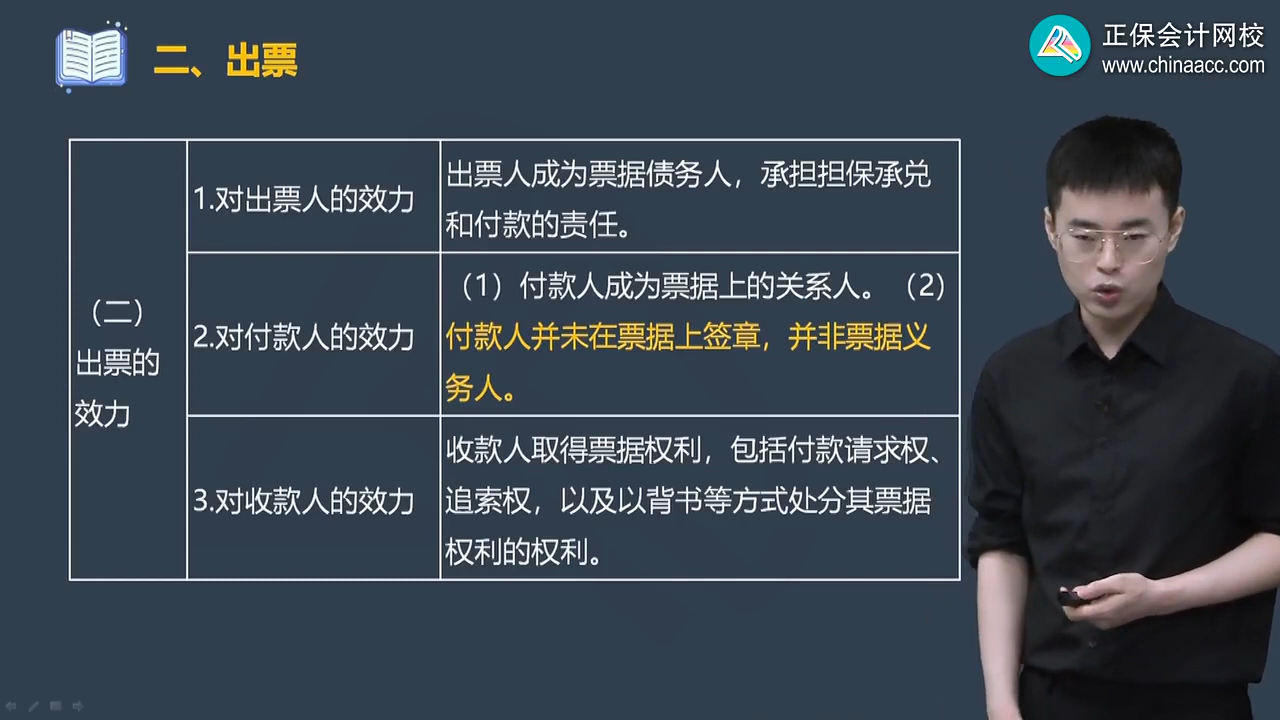 二、出票
正保会计网校
www.chinaacc.com
（二）
出票的
效力
1.对出票人的效力
出票人成为票据债务人，承担担保承兑
和付款的责任。
2.对付款人的效力
（1）付款人成为票据上的关系人。（2）
付款人并未在票据上签章，并非票据义
务人。
3.对收款人的效力
收款人取得票据权利，包括付款请求权、
追索权，以及以背书等方式处分其票据
权利的权利。